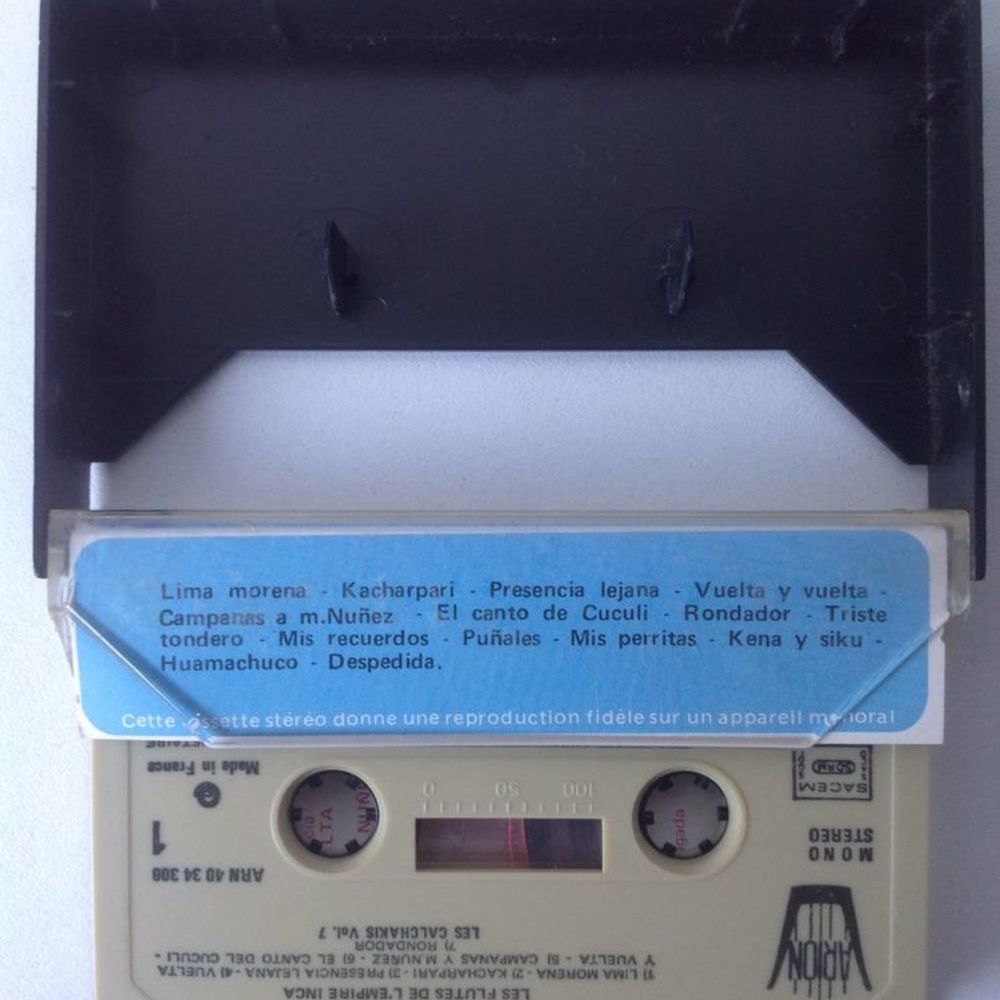 Lima morena - Kacharpari - Presencia lejana - Vuelta y vuelta -
Campanas a m.Nuñez - El canto de Cuculi - Rondador - Triste
tondero - Mis recuerdos - Puñales - Mis perritas - Kena y siku -
Huamachuco - Despedida.
Cette cassette stéréo donne une reproduction fidèle sur un appareil monoral
LES FLUTES DE L'EMPIRE INCA
1) LIMA MORENA - 2) KACHARPARI - 3) PRESENCIA LEJANA - 4) VUELTA
Y VUELTA - 5) CAMPANAS Y M.NUÑEZ - 6) EL CANTO DEL CUCULI -
7) RONDADOR
LES CALCHAKIS Vol. 7
ARION
ARN 40 34 306
1
MONO
STEREO
SACEM
SDRM
Made in France
100 50 0
LTA
NUÑ